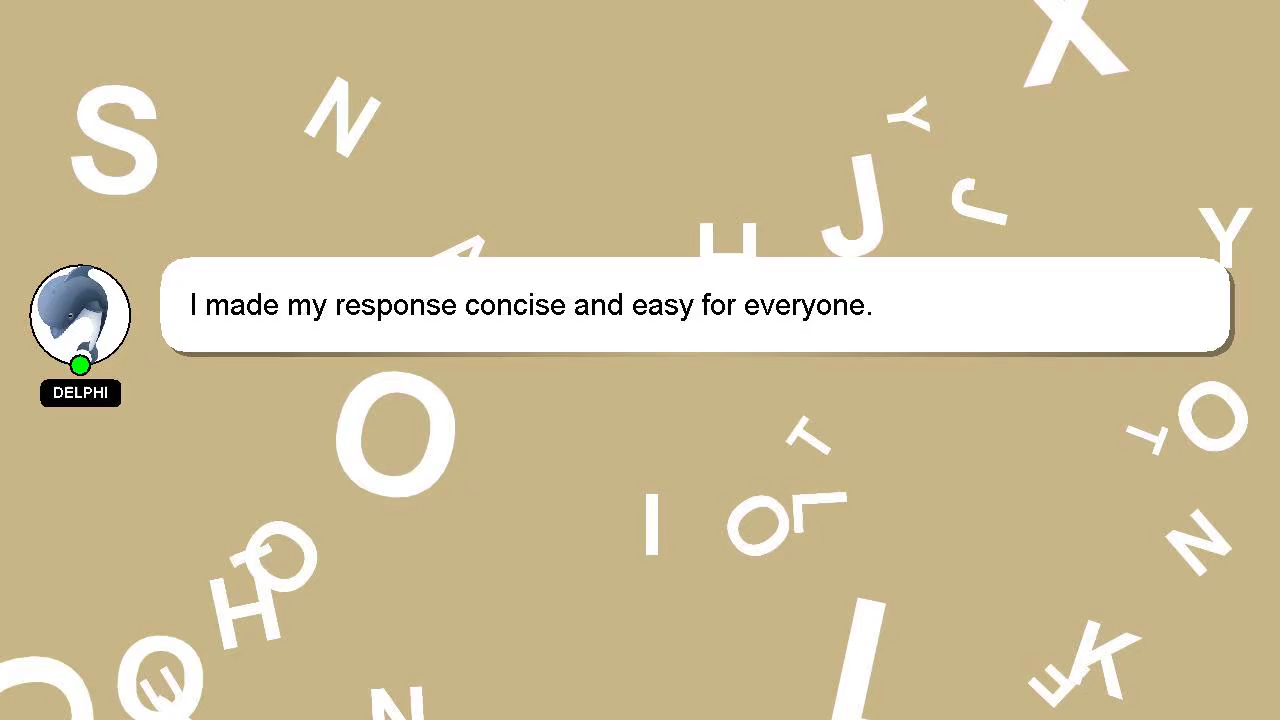 X
S
N
Y
J
J
Y
H
A
I made my response concise and easy for everyone.
DELPHI
O
O
T
T
I
O
L
N
O
T
H
K
E
O
E
N